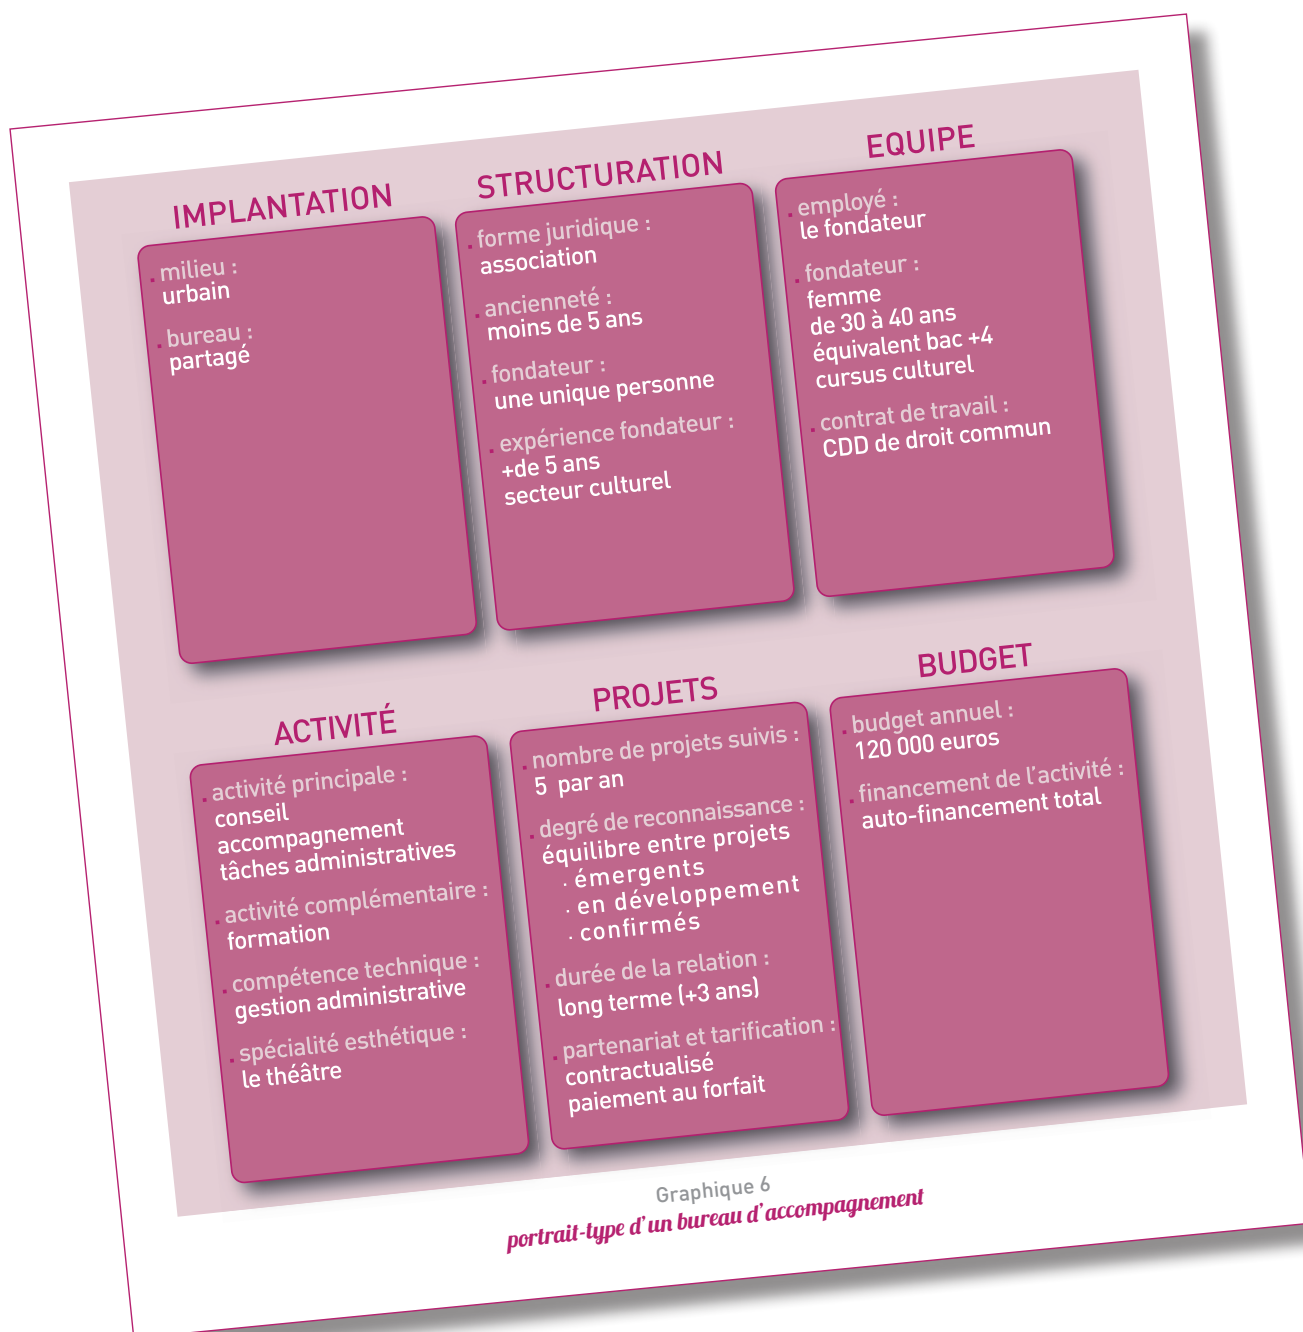 IMPLANTATION
. milieu :
urbain
. bureau :
partagé
STRUCTURATION
. forme juridique :
association
. ancienneté :
moins de 5 ans
. fondateur :
une unique personne
. expérience fondateur :
+de 5 ans
secteur culturel
EQUIPE
. employé :
le fondateur
. fondateur :
femme
de 30 à 40 ans
équivalent bac +4
cursus culturel
. contrat de travail :
CDD de droit commun
ACTIVITÉ
. activité principale :
conseil
accompagnement
tâches administratives
. activité complémentaire :
formation
. compétence technique :
gestion administrative
. spécialité esthétique :
le théâtre
PROJETS
. nombre de projets suivis :
5 par an
. degré de reconnaissance :
équilibre entre projets
· émergents
· en développement
· confirmés
. durée de la relation :
long terme (+3 ans)
. partenariat et tarification :
contractualisé
paiement au forfait
BUDGET
. budget annuel :
120 000 euros
. financement de l'activité :
auto-financement total
Graphique 6
portrait-type d'un bureau d'accompagnement